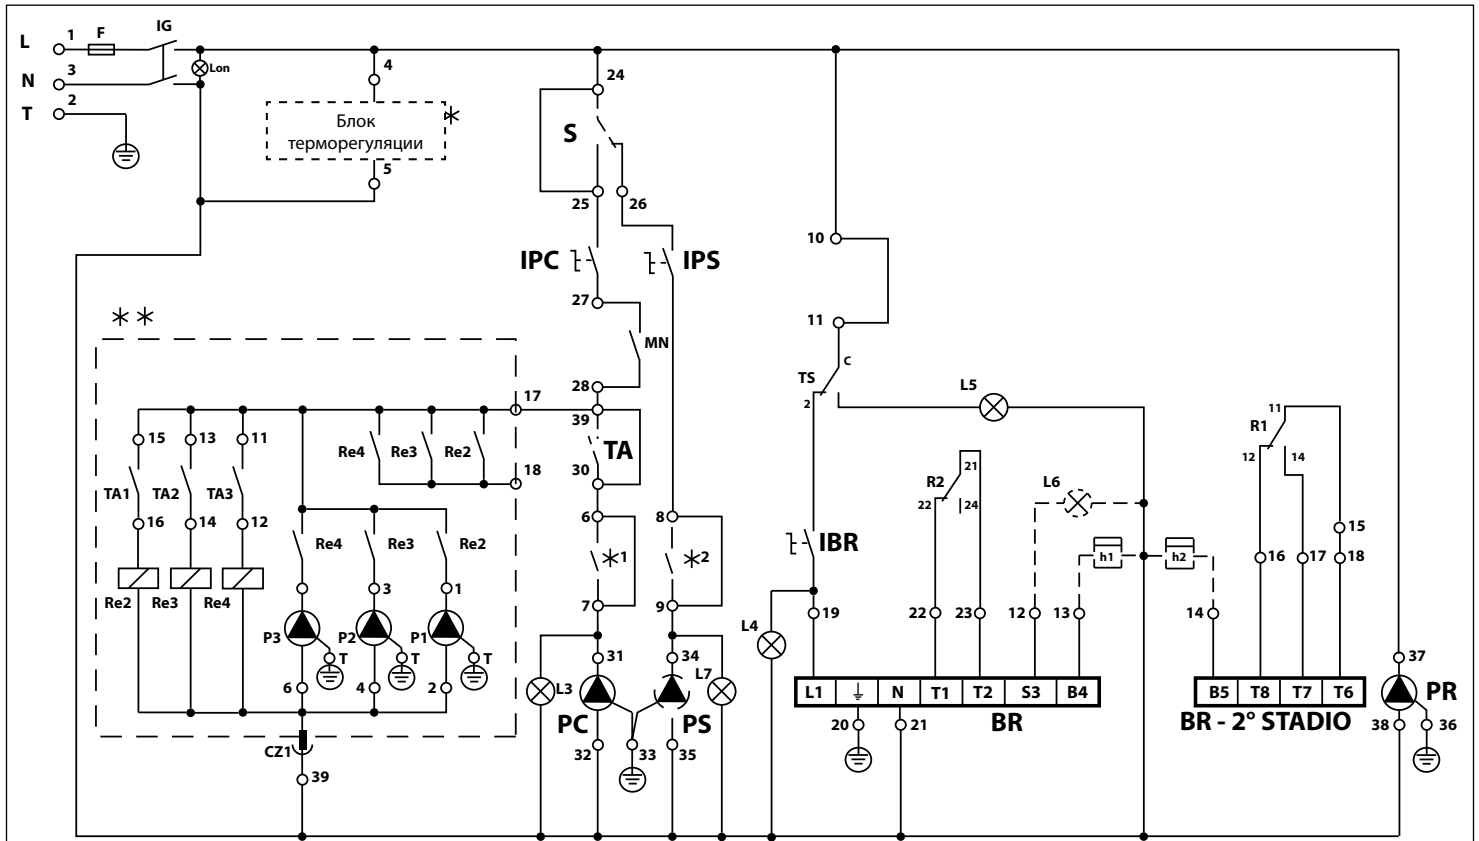 L 1 F IG
N 3 Lon
T 2
4
Блок
терморегуляции
5
24
S
25 26
IPC IPS
27
MN
28
17
39
TA
30
18
15 13 11
Re4 Re3 Re2
TA1 TA2 TA3
16 14 12
Re4 Re3 Re2
Re2 Re3 Re4
3 1
P3 P2 P1
T T T
6 4 2
CZ1
39
6 8
*1 *2
7 9
31 34
L3 L7
PC PS
32 33 35
10
11
C
TS
2
L5
IBR
L4
19
R2
21
22 24
22 23 12 13
L6
h1 h2
14
R1
11
12 14
15
16 17 18
L1 N T1 T2 S3 B4
BR
20 21
B5 T8 T7 T6
BR - 2° STADIO
37
PR
38 36
* *
*